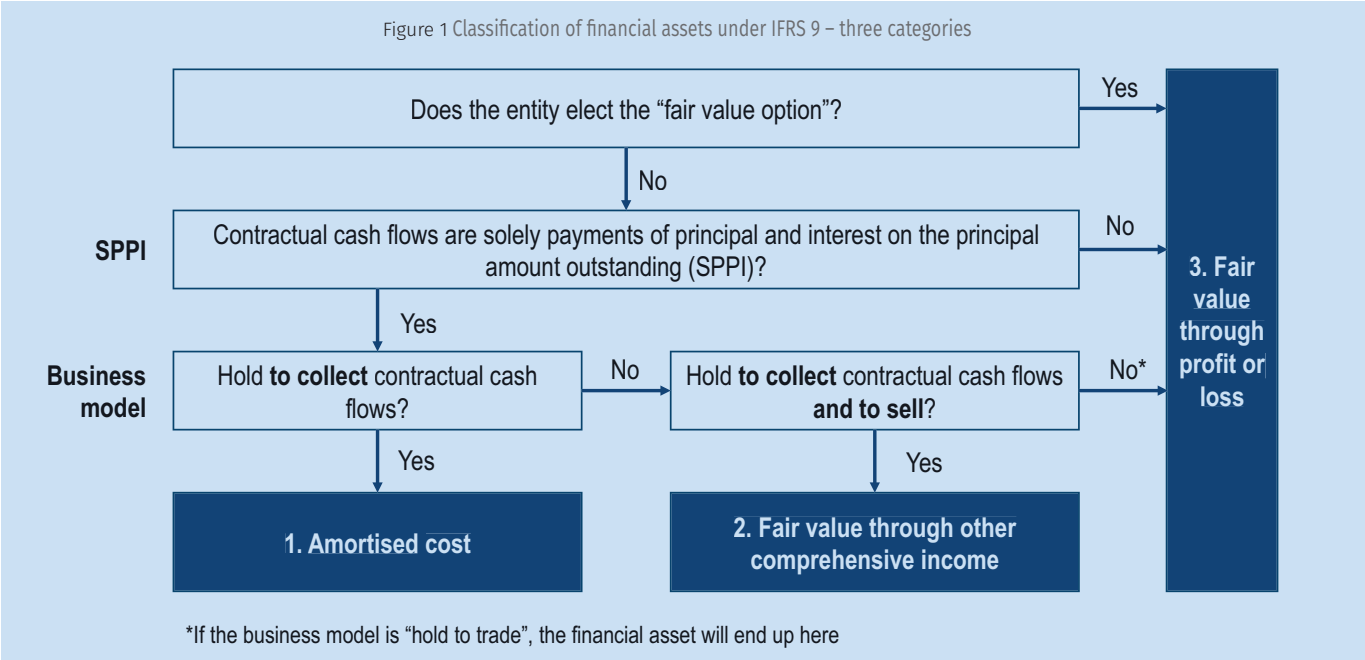 Figure 1 Classification of financial assets under IFRS 9 – three categories
Does the entity elect the “fair value option”?
Yes
No
SPPI
Contractual cash flows are solely payments of principal and interest on the principal
amount outstanding (SPPI)?
No
Yes
Business
model
Hold to collect contractual cash
flows?
No
Hold to collect contractual cash flows
and to sell?
No*
3. Fair
value
through
profit or
loss
Yes
Yes
1. Amortised cost
2. Fair value through other
comprehensive income
*If the business model is “hold to trade”, the financial asset will end up here